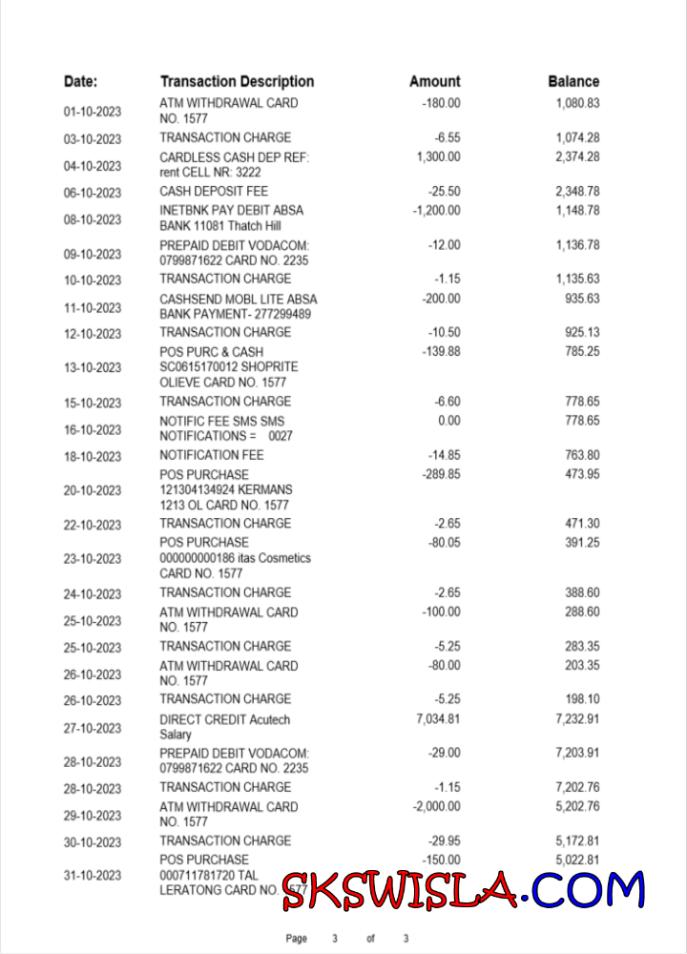 Date: Transaction Description Amount Balance
01-10-2023 ATM WITHDRAWAL CARD -180.00 1,080.83
NO. 1577
03-10-2023 TRANSACTION CHARGE -6.55 1,074.28
04-10-2023 CARDLESS CASH DEP REF: 1,300.00 2,374.28
rent CELL NR: 3222
06-10-2023 CASH DEPOSIT FEE -25.50 2,348.78
08-10-2023 INETBNK PAY DEBIT ABSA -1,200.00 1,148.78
BANK 11081 Thatch Hill
09-10-2023 PREPAID DEBIT VODACOM: -12.00 1,136.78
0799871622 CARD NO. 2235
10-10-2023 TRANSACTION CHARGE -1.15 1,135.63
11-10-2023 CASHSEND MOBL LITE ABSA -200.00 935.63
BANK PAYMENT- 277299489
12-10-2023 TRANSACTION CHARGE -10.50 925.13
13-10-2023 POS PURC & CASH -139.88 785.25
SC0615170012 SHOPRITE
OLIEVE CARD NO. 1577
15-10-2023 TRANSACTION CHARGE -6.60 778.65
16-10-2023 NOTIFIC FEE SMS SMS 0.00 778.65
NOTIFICATIONS = 0027
18-10-2023 NOTIFICATION FEE -14.85 763.80
20-10-2023 POS PURCHASE -289.85 473.95
121304134924 KERMANS
1213 OL CARD NO. 1577
22-10-2023 TRANSACTION CHARGE -2.65 471.30
23-10-2023 POS PURCHASE -80.05 391.25
000000000186 itas Cosmetics
CARD NO. 1577
24-10-2023 TRANSACTION CHARGE -2.65 388.60
25-10-2023 ATM WITHDRAWAL CARD -100.00 288.60
NO. 1577
25-10-2023 TRANSACTION CHARGE -5.25 283.35
26-10-2023 ATM WITHDRAWAL CARD -80.00 203.35
NO. 1577
26-10-2023 TRANSACTION CHARGE -5.25 198.10
27-10-2023 DIRECT CREDIT Acutech 7,034.81 7,232.91
Salary
28-10-2023 PREPAID DEBIT VODACOM: -29.00 7,203.91
0799871622 CARD NO. 2235
28-10-2023 TRANSACTION CHARGE -1.15 7,202.76
29-10-2023 ATM WITHDRAWAL CARD -2,000.00 5,202.76
NO. 1577
30-10-2023 TRANSACTION CHARGE -29.95 5,172.81
31-10-2023 POS PURCHASE -150.00 5,022.81
000711781720 TAL
LERATONG CARD NO.
SKSWISLA.COM
Page 3 of 3